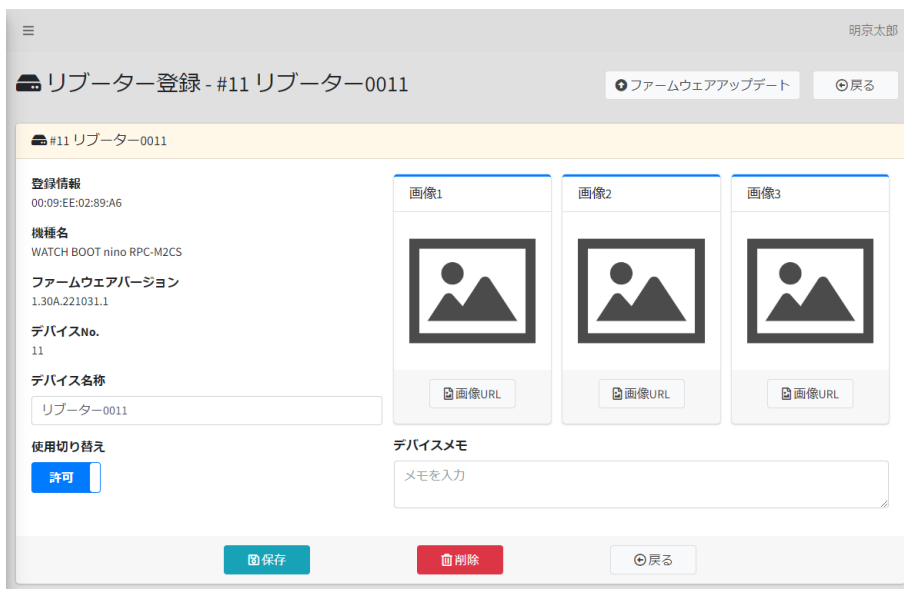 明京太郎
リブーター登録 - #11 リブーター0011
ファームウェアアップデート
戻る
#11 リブーター0011
登録情報
00:09:EE:02:89:A6
機種名
WATCH BOOT nino RPC-M2CS
ファームウェアバージョン
1.30A.221031.1
デバイスNo.
11
デバイス名称
リブーター0011
使用切り替え
許可
画像1
画像URL
画像2
画像URL
画像3
画像URL
デバイスメモ
メモを入力
保存
削除
戻る